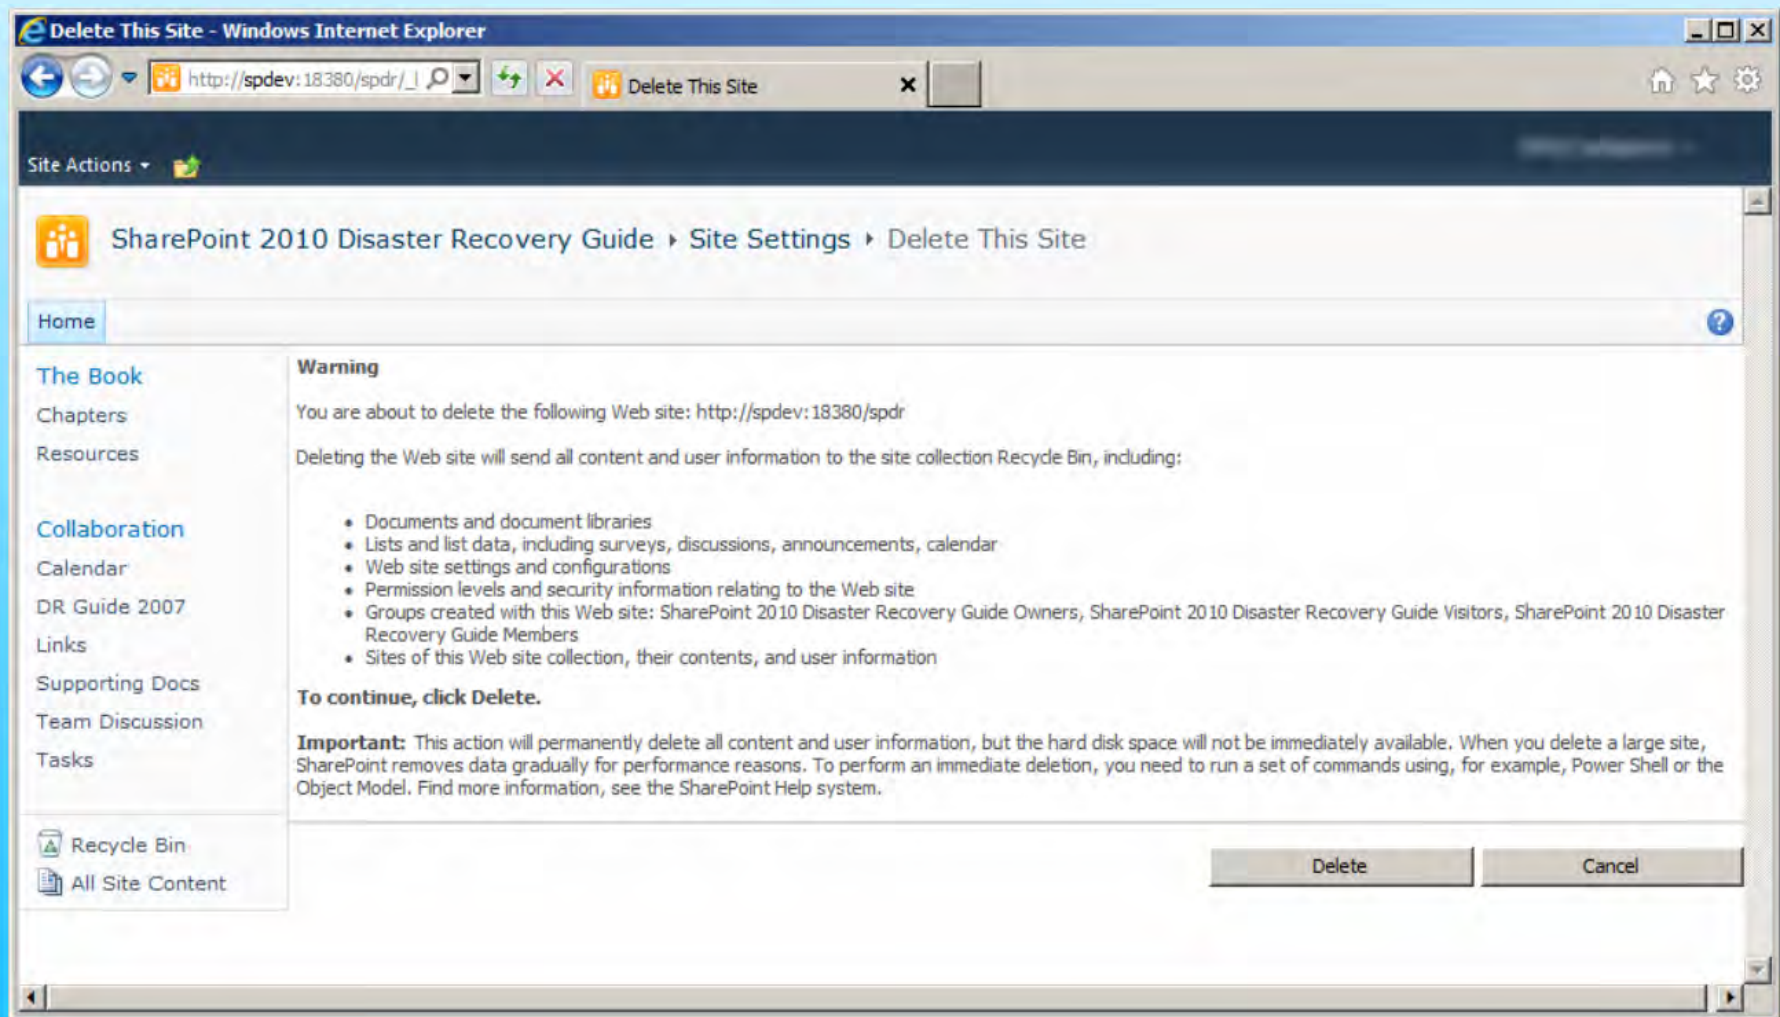 Delete This Site - Windows Internet Explorer
http://spdev:18380/spdr/_l
Delete This Site
Site Actions
SharePoint 2010 Disaster Recovery Guide Site Settings Delete This Site
Home
The Book
Chapters
Resources
Collaboration
Calendar
DR Guide 2007
Links
Supporting Docs
Team Discussion
Tasks
Recycle Bin
All Site Content
Warning
You are about to delete the following Web site: http://spdev:18380/spdr
Deleting the Web site will send all content and user information to the site collection Recycle Bin, including:
• Documents and document libraries
• Lists and list data, including surveys, discussions, announcements, calendar
• Web site settings and configurations
• Permission levels and security information relating to the Web site
• Groups created with this Web site: SharePoint 2010 Disaster Recovery Guide Owners, SharePoint 2010 Disaster Recovery Guide Visitors, SharePoint 2010 Disaster
Recovery Guide Members
• Sites of this Web site collection, their contents, and user information
To continue, click Delete.
Important: This action will permanently delete all content and user information, but the hard disk space will not be immediately available. When you delete a large site,
SharePoint removes data gradually for performance reasons. To perform an immediate deletion, you need to run a set of commands using, for example, Power Shell or the
Object Model. Find more information, see the SharePoint Help system.
Delete
Cancel